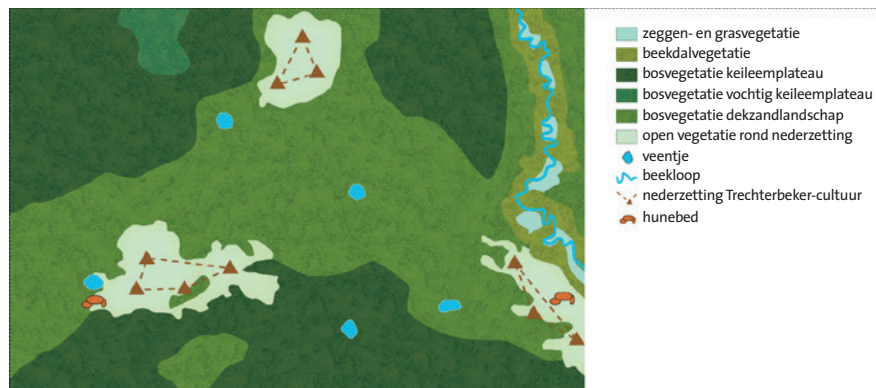 zeggen- en grasvegetatie
beekdalvegetatie
bosvegetatie keileemplateau
bosvegetatie vochtig keileemplateau
bosvegetatie dekzandlandschap
open vegetatie rond nederzetting
veentje
beekloop
nederzetting Trechterbeker-cultuur
hunebed